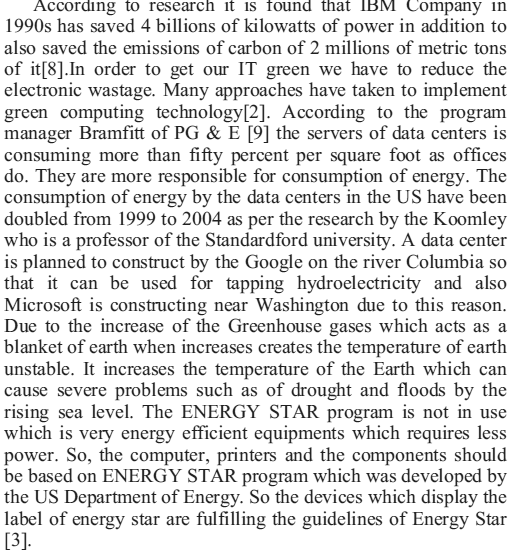 According to research it is found that IBM Company in
1990s has saved 4 billions of kilowatts of power in addition to
also saved the emissions of carbon of 2 millions of metric tons
of it[8].In order to get our IT green we have to reduce the
electronic wastage. Many approaches have taken to implement
green computing technology[2]. According to the program
manager Bramfitt of PG & E [9] the servers of data centers is
consuming more than fifty percent per square foot as offices
do. They are more responsible for consumption of energy. The
consumption of energy by the data centers in the US have been
doubled from 1999 to 2004 as per the research by the Koomley
who is a professor of the Standardford university. A data center
is planned to construct by the Google on the river Columbia so
that it can be used for tapping hydroelectricity and also
Microsoft is constructing near Washington due to this reason.
Due to the increase of the Greenhouse gases which acts as a
blanket of earth when increases creates the temperature of earth
unstable. It increases the temperature of the Earth which can
cause severe problems such as of drought and floods by the
rising sea level. The ENERGY STAR program is not in use
which is very energy efficient equipments which requires less
power. So, the computer, printers and the components should
be based on ENERGY STAR program which was developed by
the US Department of Energy. So the devices which display the
label of energy star are fulfilling the guidelines of Energy Star
[3].